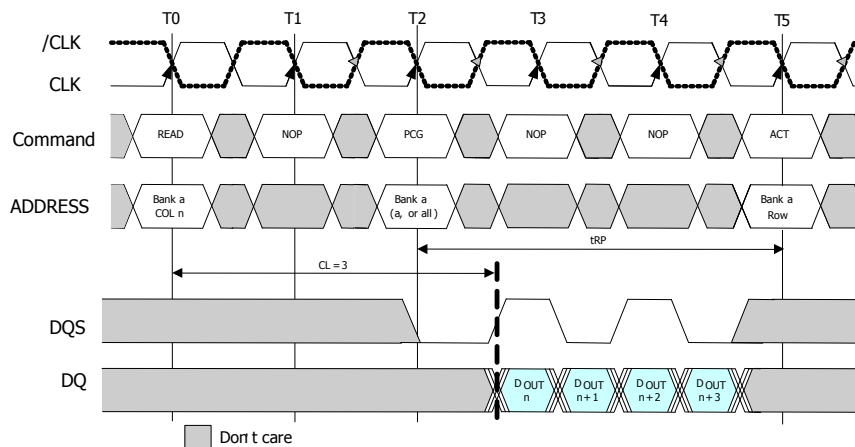 T0 T1 T2 T3 T4 T5
/CLK
CLK
Command READ NOP PCG NOP NOP ACT
ADDRESS Bank a COL n Bank a (a, or all) Bank a Row
tRP
CL = 3
DQS
DQ DOUT n DOUT n+1 DOUT n+2 DOUT n+3
Don't care